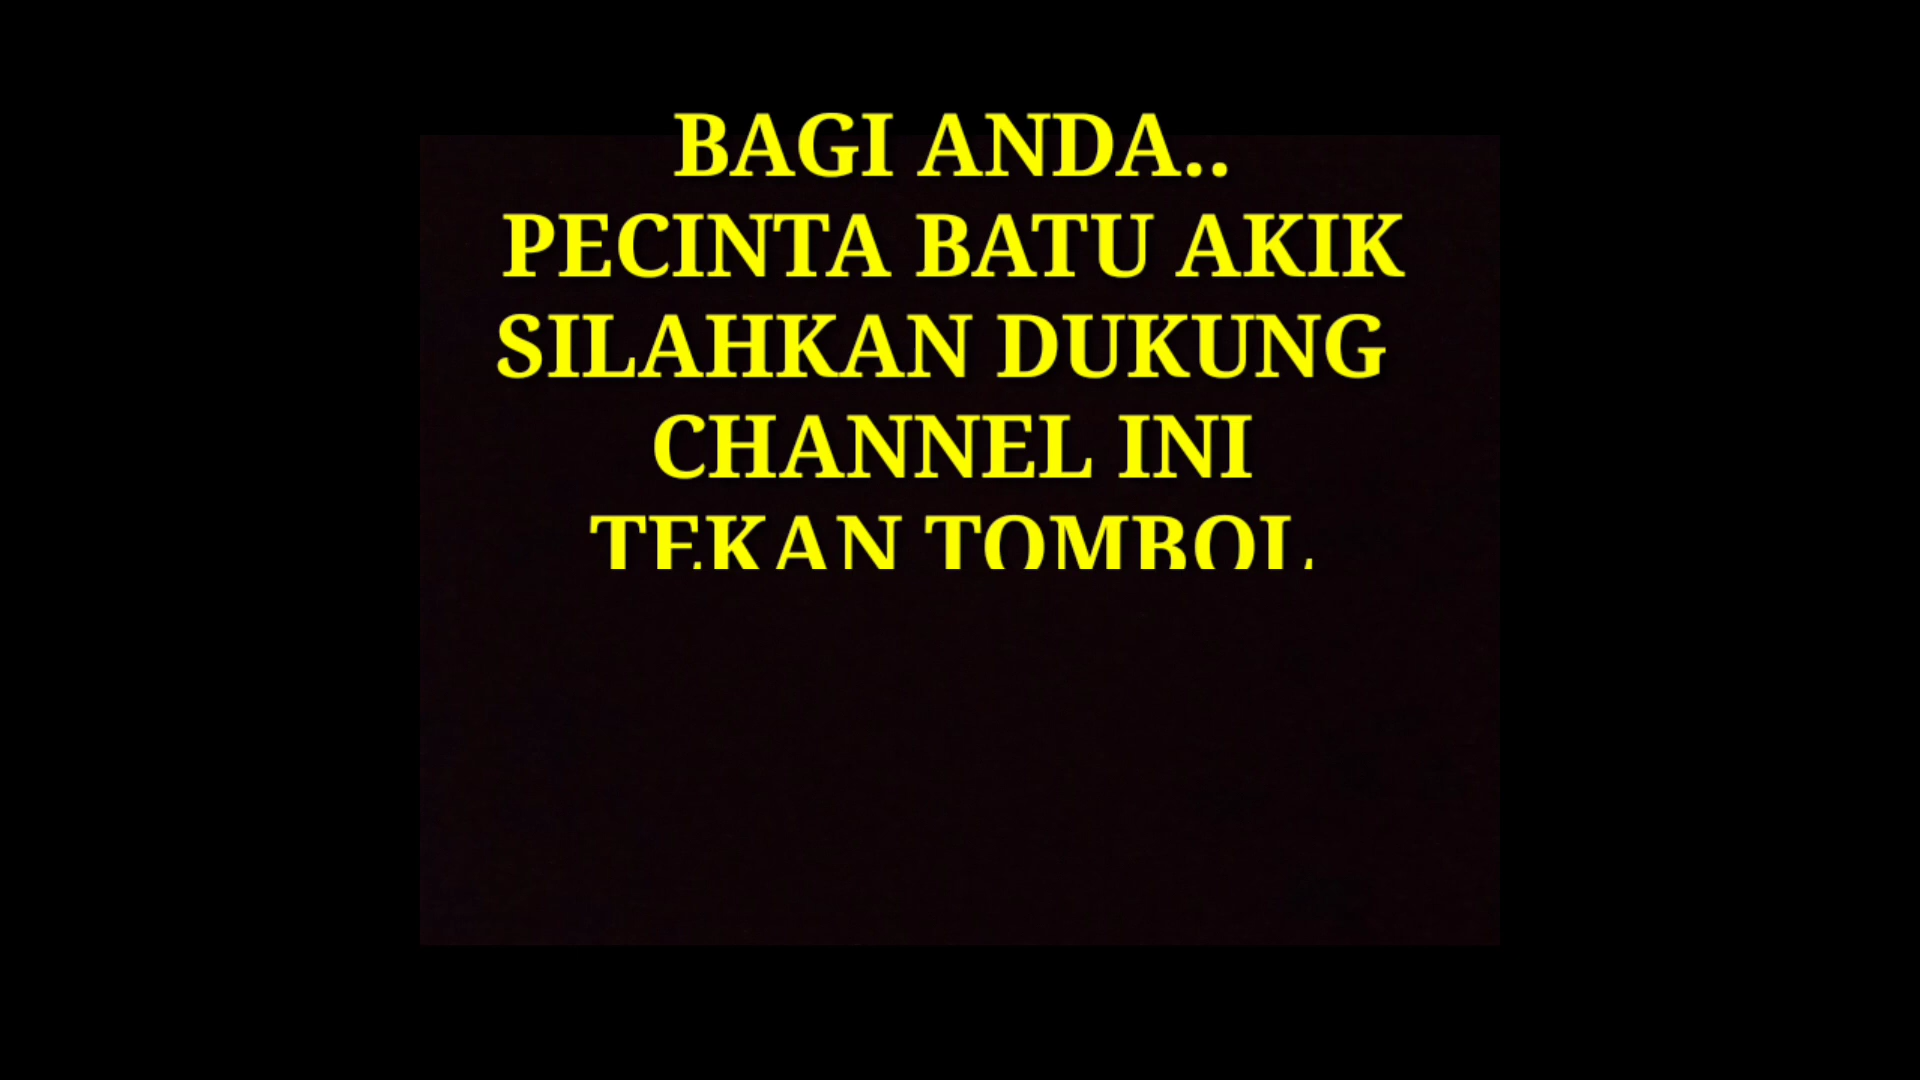 BAGI ANDA..
PECINTA BATU AKIK
SILAHKAN DUKUNG
CHANNEL INI
TEKAN TOMBOL